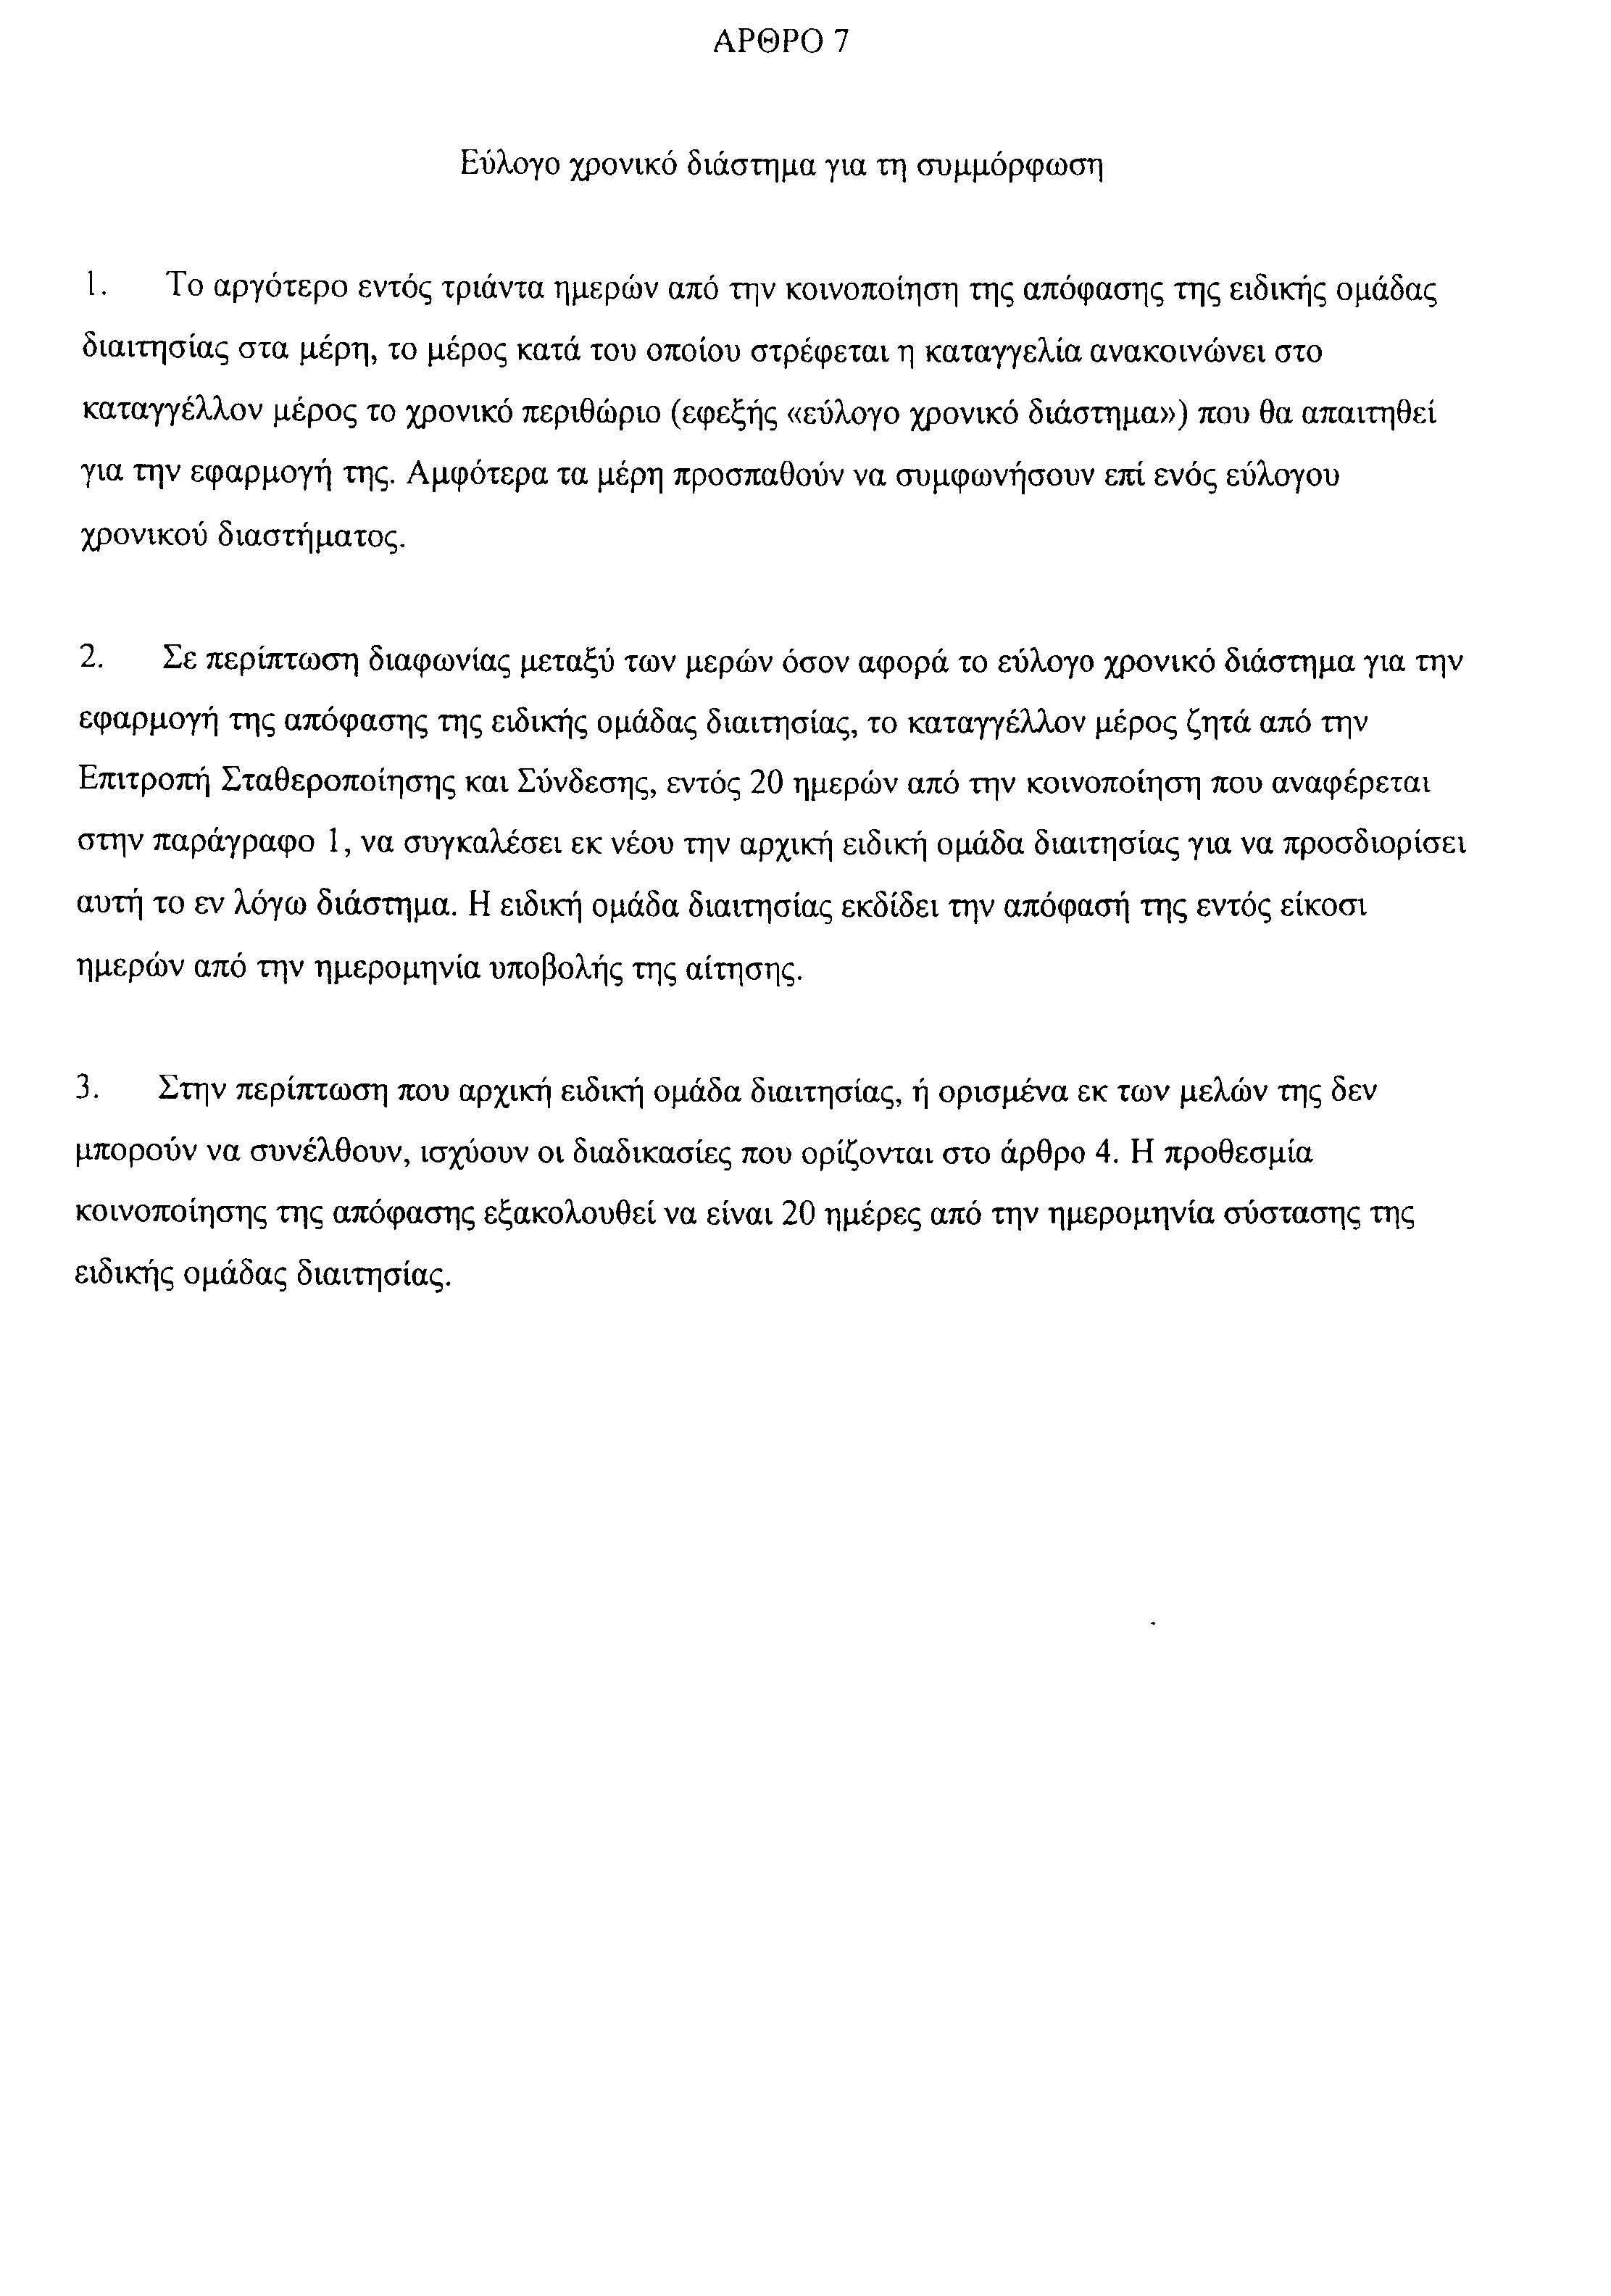 ΑΡΘΡΟ 7
Εύλογο χρονικό διάστημα για τη συμμόρφωση
1. Το αργότερο εντός τριάντα ημερών από την κοινοποίηση της απόφασης της ειδικής ομάδας
διαιτησίας στα μέρη, το μέρος κατά του οποίου στρέφεται η καταγγελία ανακοινώνει στο
καταγγέλλον μέρος το χρονικό περιθώριο (εφεξής «εύλογο χρονικό διάστημα») που θα απαιτηθεί
για την εφαρμογή της. Αμφότερα τα μέρη προσπαθούν να συμφωνήσουν επί ενός εύλογου
χρονικού διαστήματος.
2. Σε περίπτωση διαφωνίας μεταξύ των μερών όσον αφορά το εύλογο χρονικό διάστημα για την
εφαρμογή της απόφασης της ειδικής ομάδας διαιτησίας, το καταγγέλλον μέρος ζητά από την
Επιτροπή Σταθεροποίησης και Σύνδεσης, εντός 20 ημερών από την κοινοποίηση που αναφέρεται
στην παράγραφο 1, να συγκαλέσει εκ νέου την αρχική ειδική ομάδα διαιτησίας για να προσδιορίσει
αυτή το εν λόγω διάστημα. Η ειδική ομάδα διαιτησίας εκδίδει την απόφασή της εντός είκοσι
ημερών από την ημερομηνία υποβολής της αίτησης.
3. Στην περίπτωση που αρχική ειδική ομάδα διαιτησίας, ή ορισμένα εκ των μελών της δεν
μπορούν να συνέλθουν, ισχύουν οι διαδικασίες που ορίζονται στο άρθρο 4. Η προθεσμία
κοινοποίησης της απόφασης εξακολουθεί να είναι 20 ημέρες από την ημερομηνία σύστασης της
ειδικής ομάδας διαιτησίας.